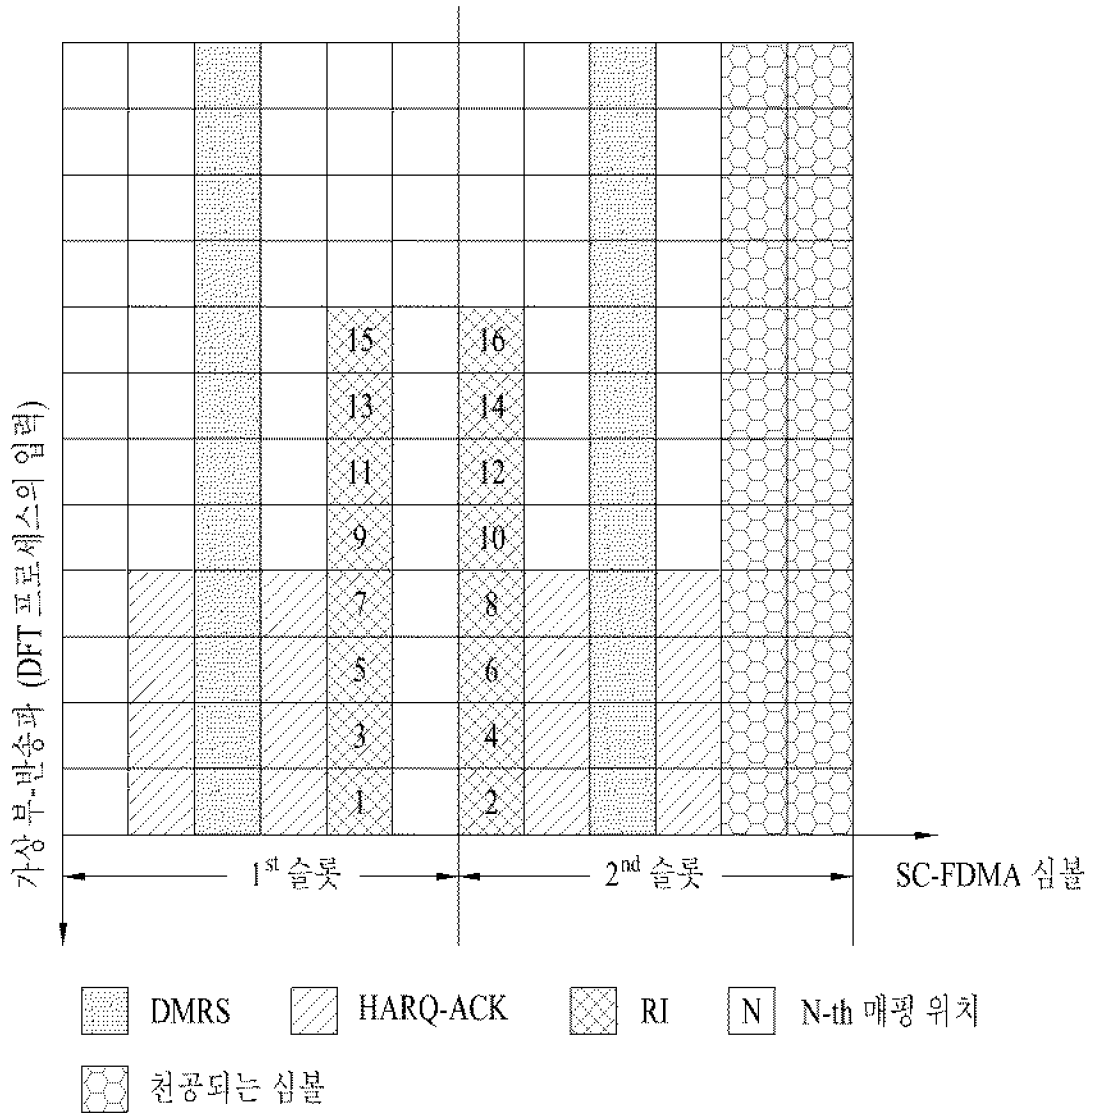 15 16
13 14
11 12
9 10
7 8
5 6
3 4
1 2
가상 부-반송파 (DFT 프로세스의 입력)
1st 슬롯
2nd 슬롯
SC-FDMA 심볼
DMRS
HARQ-ACK
RI
N
N-th 매핑 위치
천공되는 심볼